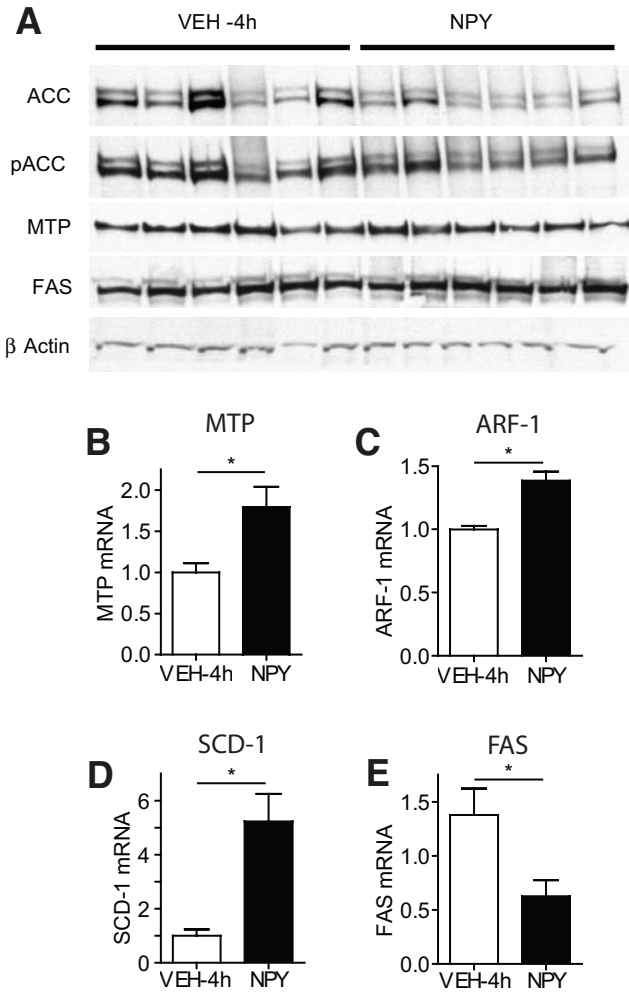 A
VEH -4h
NPY
ACC
pACC
MTP
FAS
β Actin
B
MTP
*
MTP mRNA
2.0
1.5
1.0
0.5
0.0
VEH-4h
NPY
C
ARF-1
*
ARF-1 mRNA
1.5
1.0
0.5
0.0
VEH-4h
NPY
D
SCD-1
*
SCD-1 mRNA
6
4
2
1
0
VEH-4h
NPY
E
FAS
*
FAS mRNA
1.5
1.0
0.5
0.0
VEH-4h
NPY